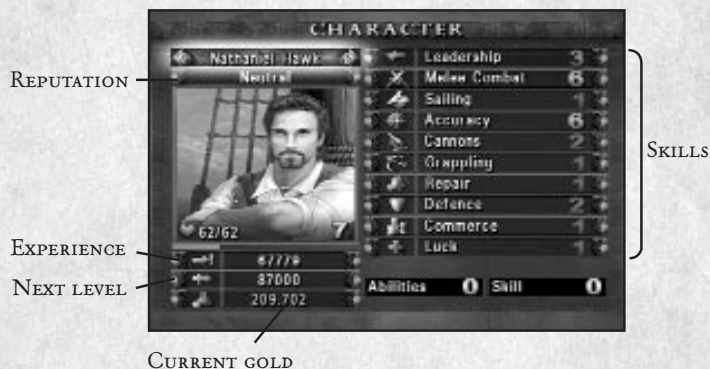 CHARACTER
Nathaniel Hawk
Neutral
62/62
7
67779
87000
209.702
Leadership 3
Melee Combat 6
Sailing 1
Accuracy 6
Cannons 2
Grappling 1
Repair 1
Defence 2
Commerce 1
Luck 1
Abilities 0 Skill 0
REPUTATION
EXPERIENCE
NEXT LEVEL
CURRENT GOLD
SKILLS